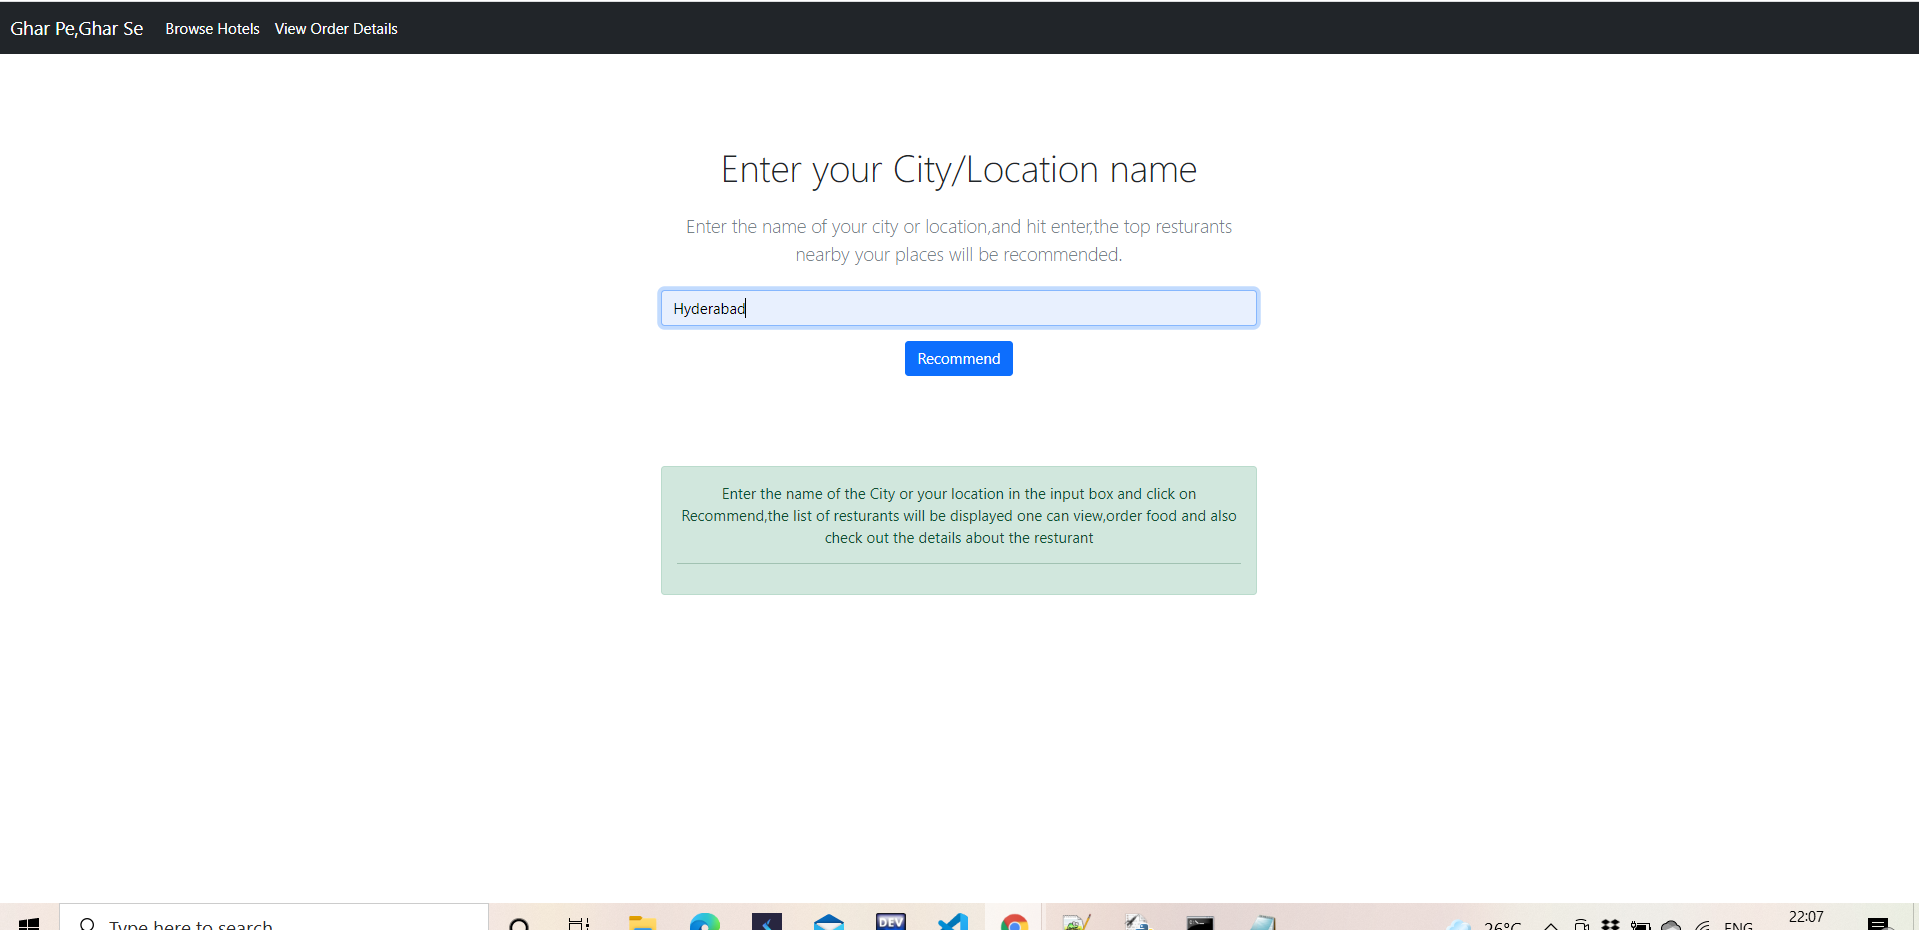 Ghar Pe,Ghar Se Browse Hotels View Order Details
Enter your City/Location name
Enter the name of your city or location,and hit enter,the top resturants
nearby your places will be recommended.
Hyderabad
Recommend
Enter the name of the City or your location in the input box and click on
Recommend,the list of resturants will be displayed one can view,order food and also
check out the details about the resturant
Type here to search
DEV
26°C
ENG
22:07